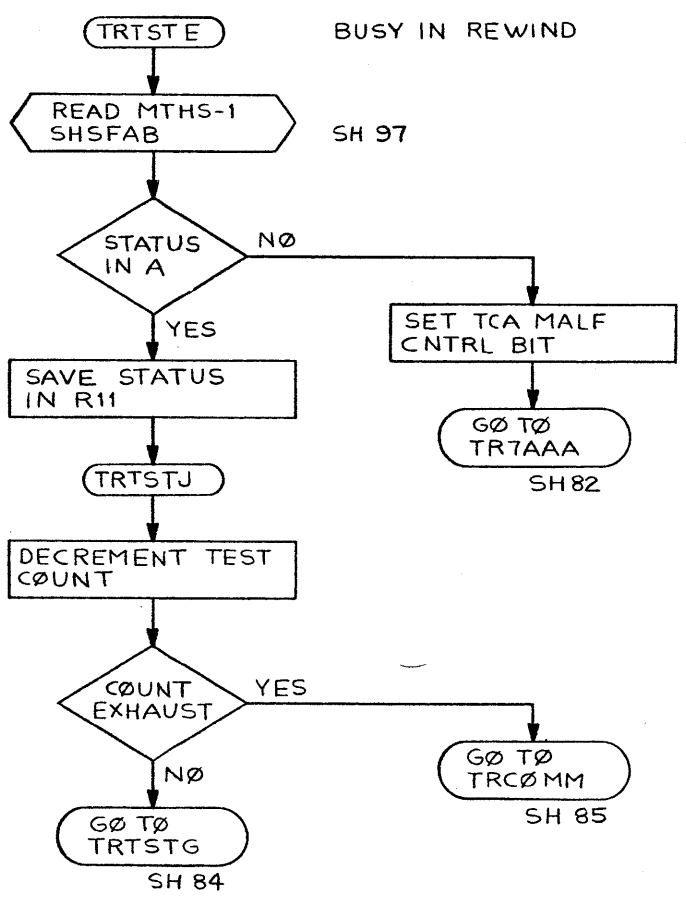 TRTSTE
BUSY IN REWIND
READ MTHS-1
SHSFAB
SH 97
STATUS
IN A
NØ
YES
SET TCA MALF
CNTRL BIT
SAVE STATUS
IN R11
GØ TØ
TR7AAA
SH 82
TRTSTJ
DECREMENT TEST
CØUNT
CØUNT
EXHAUST
YES
NØ
GØ TØ
TRCØMM
SH 85
GØ TØ
TRTSTG
SH 84